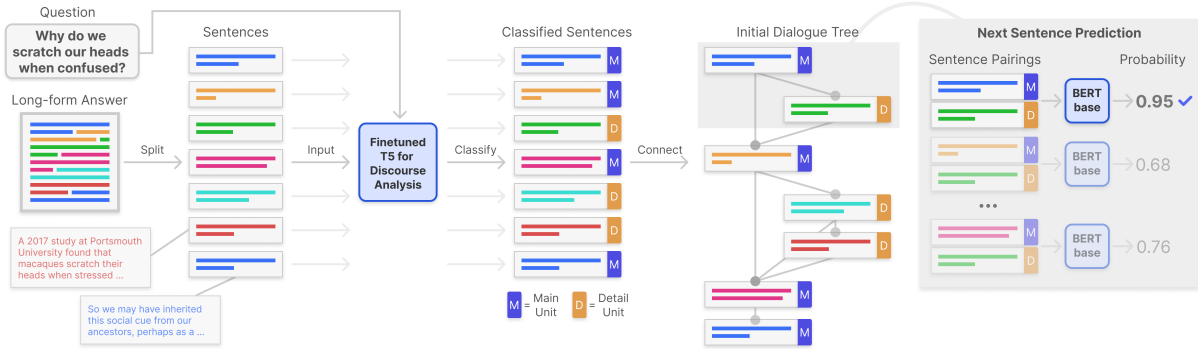 Question
Why do we
scratch our heads
when confused?
Long-form Answer
Split
A 2017 study at Portsmouth
University found that
macaques scratch their
heads when stressed ...
So we may have inherited
this social cue from our
ancestors, perhaps as a ...
Sentences
Input
Finetuned
T5 for
Discourse
Analysis
Classify
Classified Sentences
M
M
D
M
D
D
M
M = Main
Unit
D = Detail
Unit
Connect
Initial Dialogue Tree
M
D
M
D
D
M
M
Next Sentence Prediction
Sentence Pairings
Probability
M
D
BERT
base
0.95
M
D
BERT
base
0.68
...
M
D
BERT
base
0.76